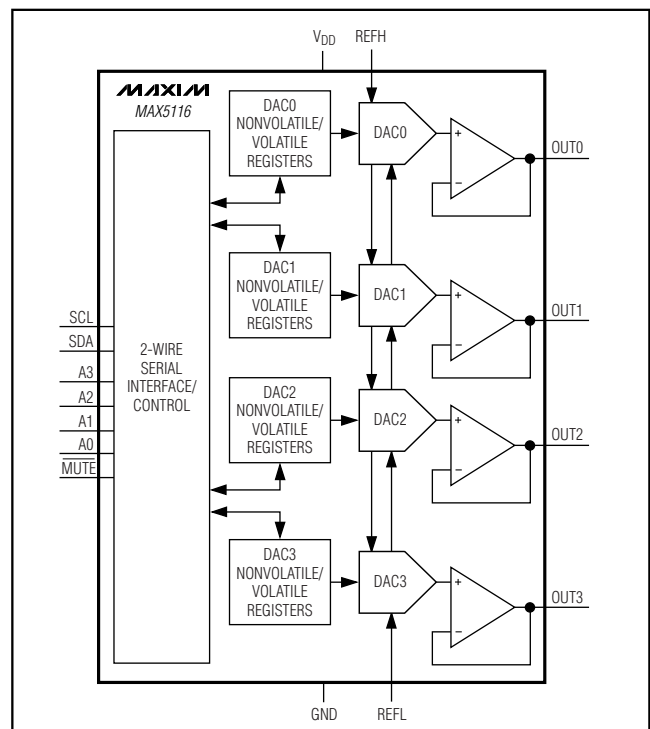 VDD
REFH
MAXIM
MAX5116
DAC0
NONVOLATILE/
VOLATILE
REGISTERS
DAC0
+
−
OUT0
DAC1
NONVOLATILE/
VOLATILE
REGISTERS
DAC1
+
−
OUT1
SCL
SDA
A3
A2
A1
A0
MUTE
2-WIRE
SERIAL
INTERFACE/
CONTROL
DAC2
NONVOLATILE/
VOLATILE
REGISTERS
DAC2
+
−
OUT2
DAC3
NONVOLATILE/
VOLATILE
REGISTERS
DAC3
+
−
OUT3
GND
REFL